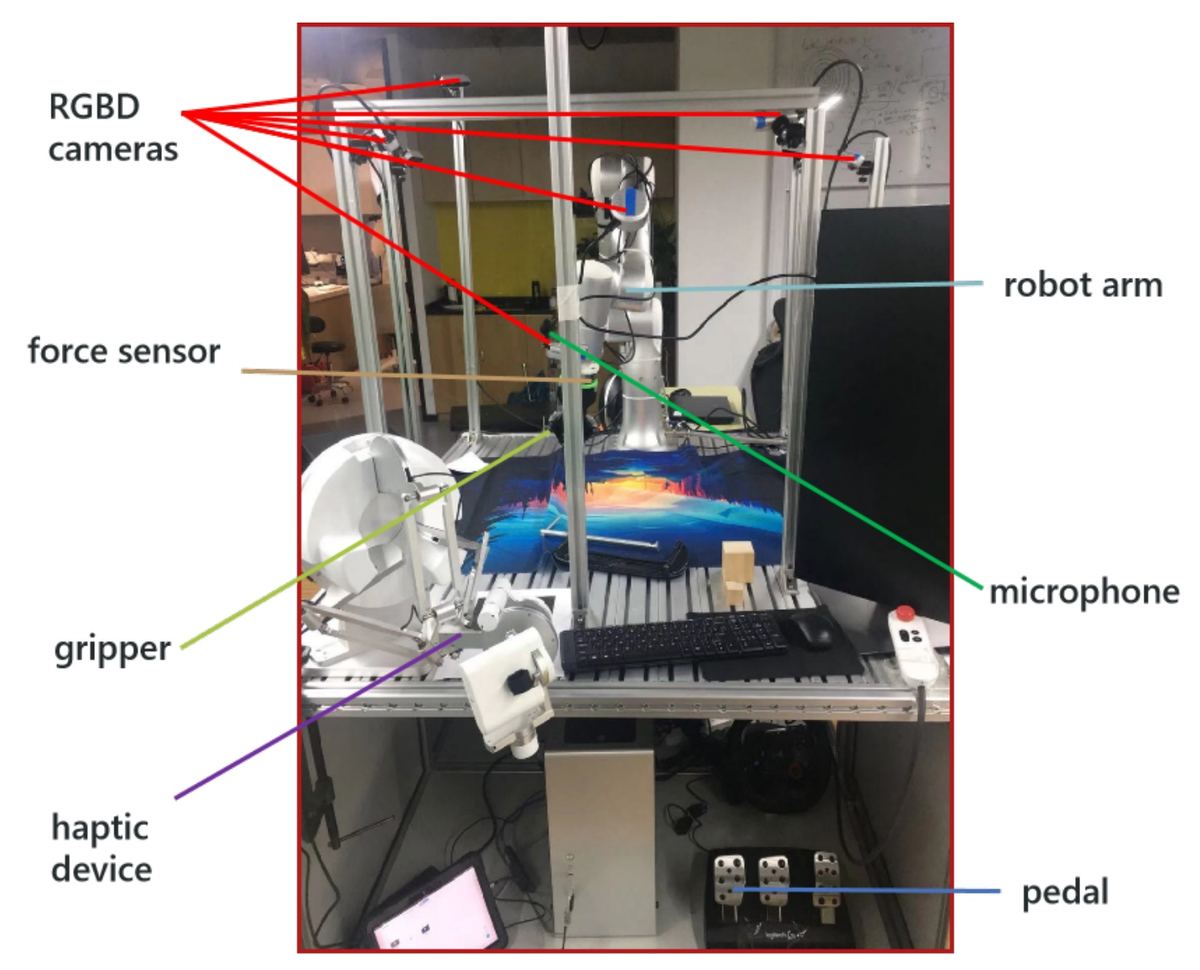 RGBD
cameras
robot arm
force sensor
microphone
gripper
haptic
device
pedal